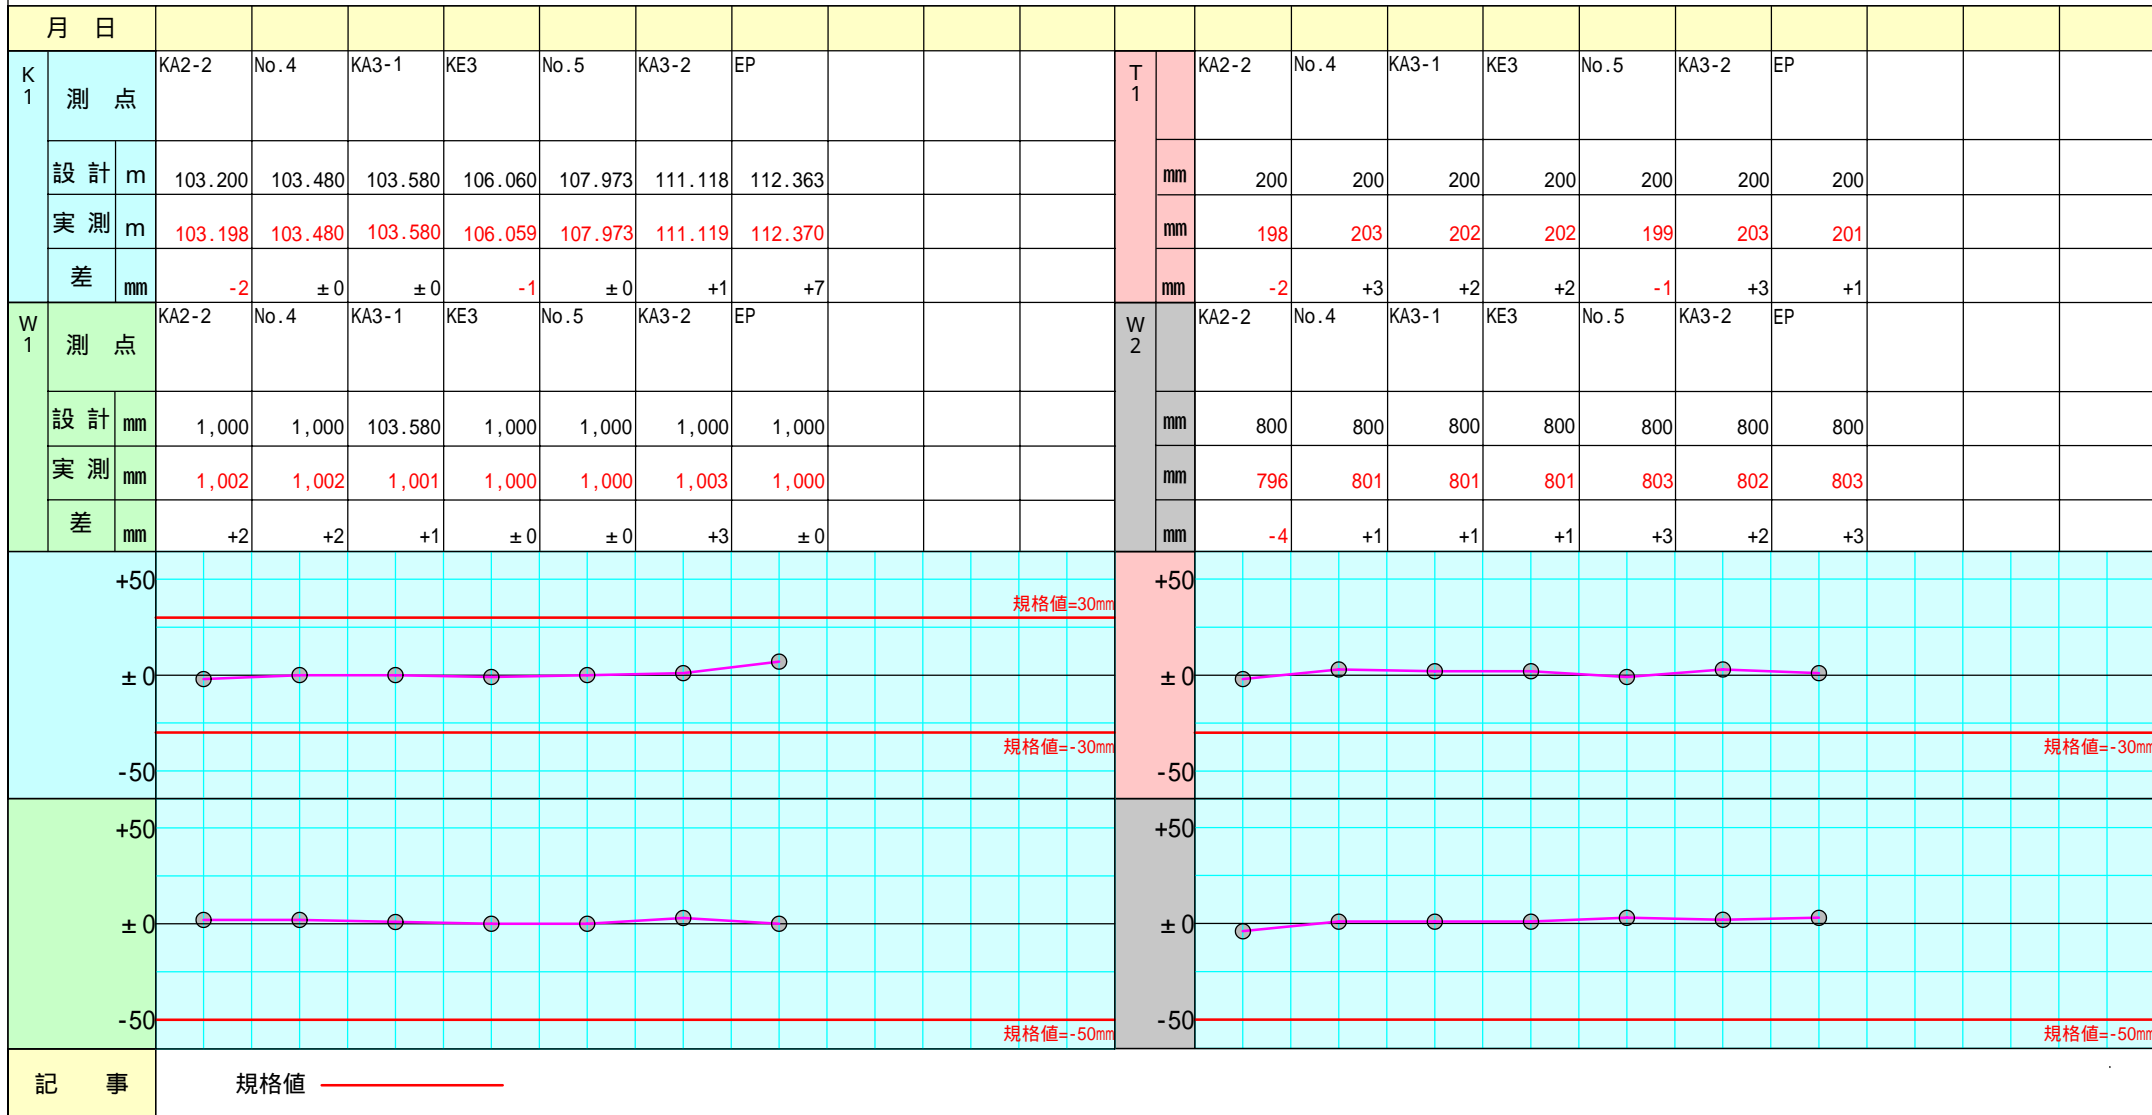 月 日
K1 測 点 KA2-2 No.4 KA3-1 KE3 No.5 KA3-2 EP T1 KA2-2 No.4 KA3-1 KE3 No.5 KA3-2 EP
設 計 m 103.200 103.480 103.580 106.060 107.973 111.118 112.363 mm 200 200 200 200 200 200 200
実 測 m 103.198 103.480 103.580 106.059 107.973 111.119 112.370 mm 198 203 202 202 199 203 201
差 mm -2 ±0 ±0 -1 ±0 +1 +7 mm -2 +3 +2 +2 -1 +3 +1
W1 測 点 KA2-2 No.4 KA3-1 KE3 No.5 KA3-2 EP W2 KA2-2 No.4 KA3-1 KE3 No.5 KA3-2 EP
設 計 mm 1,000 1,000 103.580 1,000 1,000 1,000 1,000 mm 800 800 800 800 800 800 800
実 測 mm 1,002 1,002 1,001 1,000 1,000 1,003 1,000 mm 796 801 801 801 803 802 803
差 mm +2 +2 +1 ±0 ±0 +3 ±0 mm -4 +1 +1 +1 +3 +2 +3
+50 +50
規格値=30mm
±0 ±0
規格値=-30mm 規格値=-30mm
-50 -50
+50 +50
±0 ±0
-50 -50
規格値=-50mm 規格値=-50mm
記 事 規格値